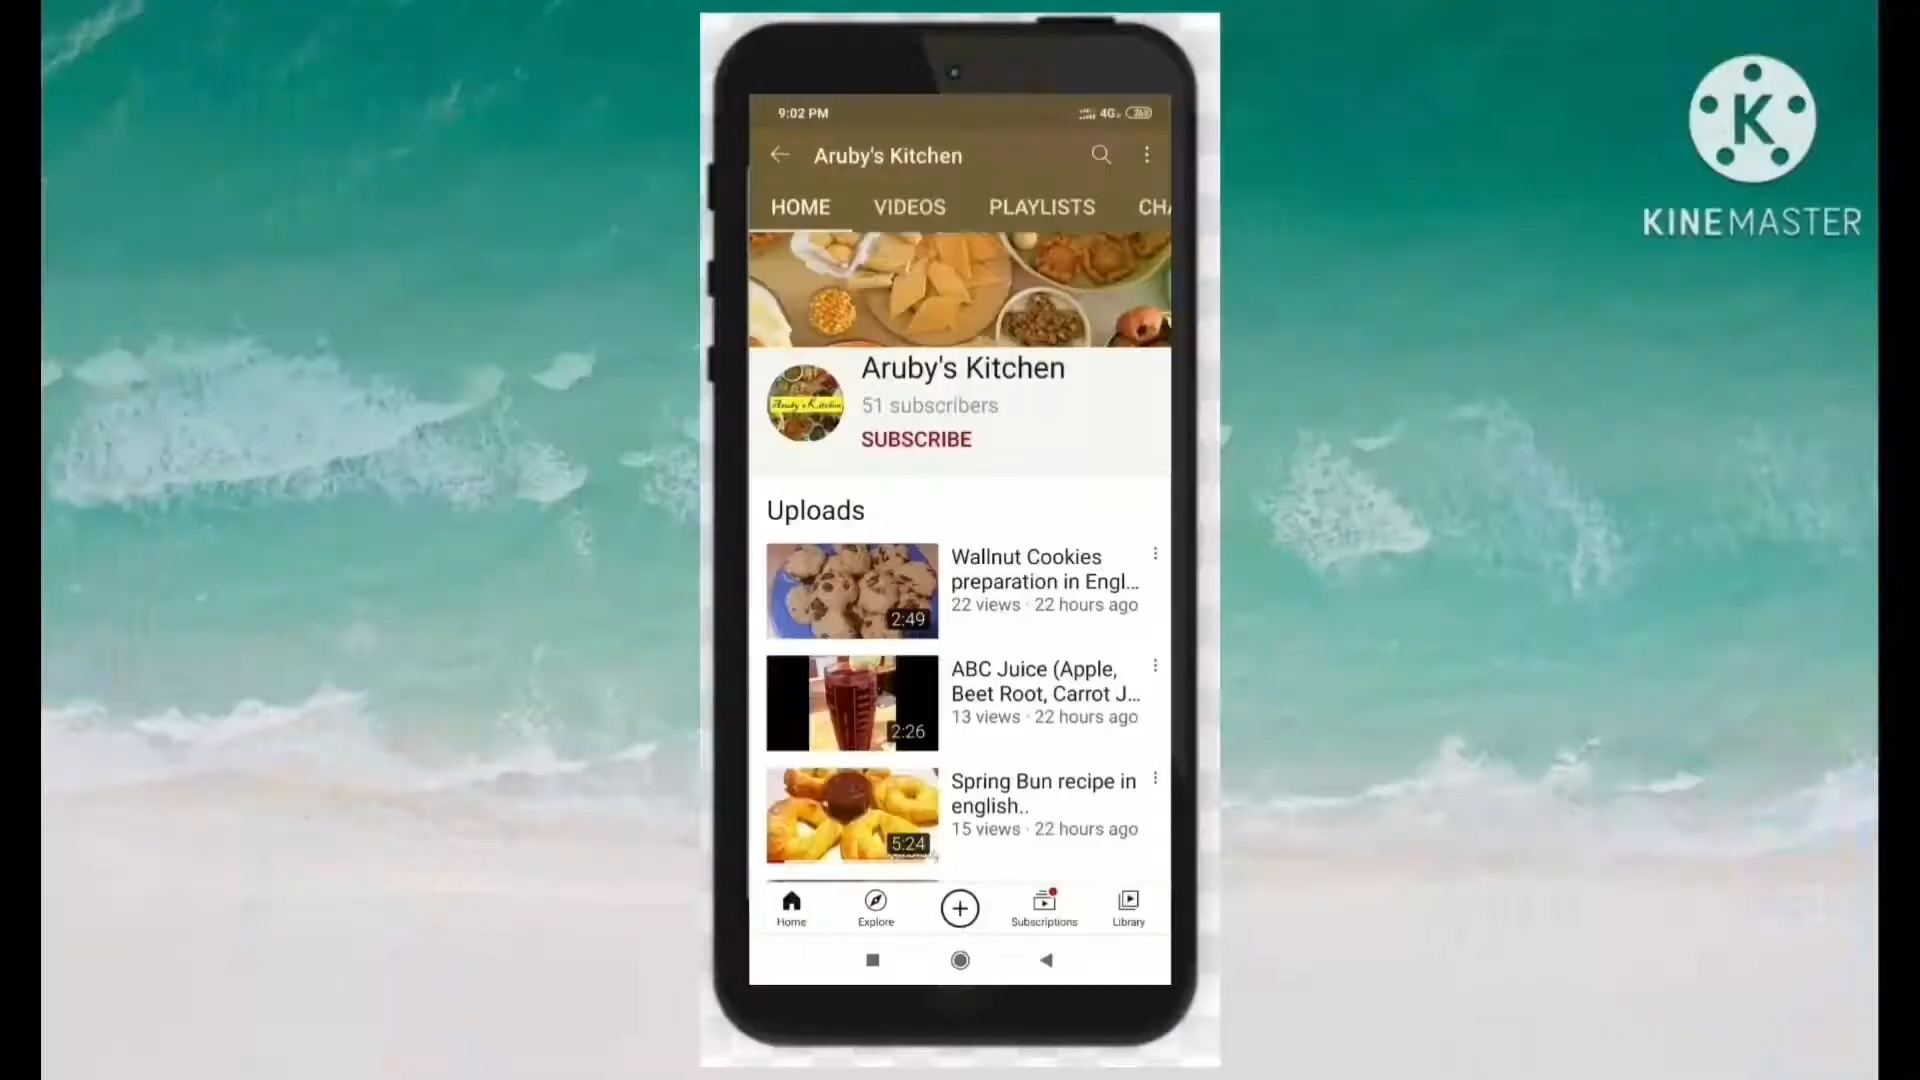 9:02 PM
4G
Aruby's Kitchen
HOME VIDEOS PLAYLISTS CHA
Aruby's Kitchen
51 subscribers
SUBSCRIBE
Aruby's Kitchen
Uploads
Wallnut Cookies
preparation in Engl...
22 views · 22 hours ago
2:49
ABC Juice (Apple,
Beet Root, Carrot J...
13 views · 22 hours ago
2:26
Spring Bun recipe in
english..
15 views · 22 hours ago
5:24
Home Explore Subscriptions Library
K
KINEMASTER